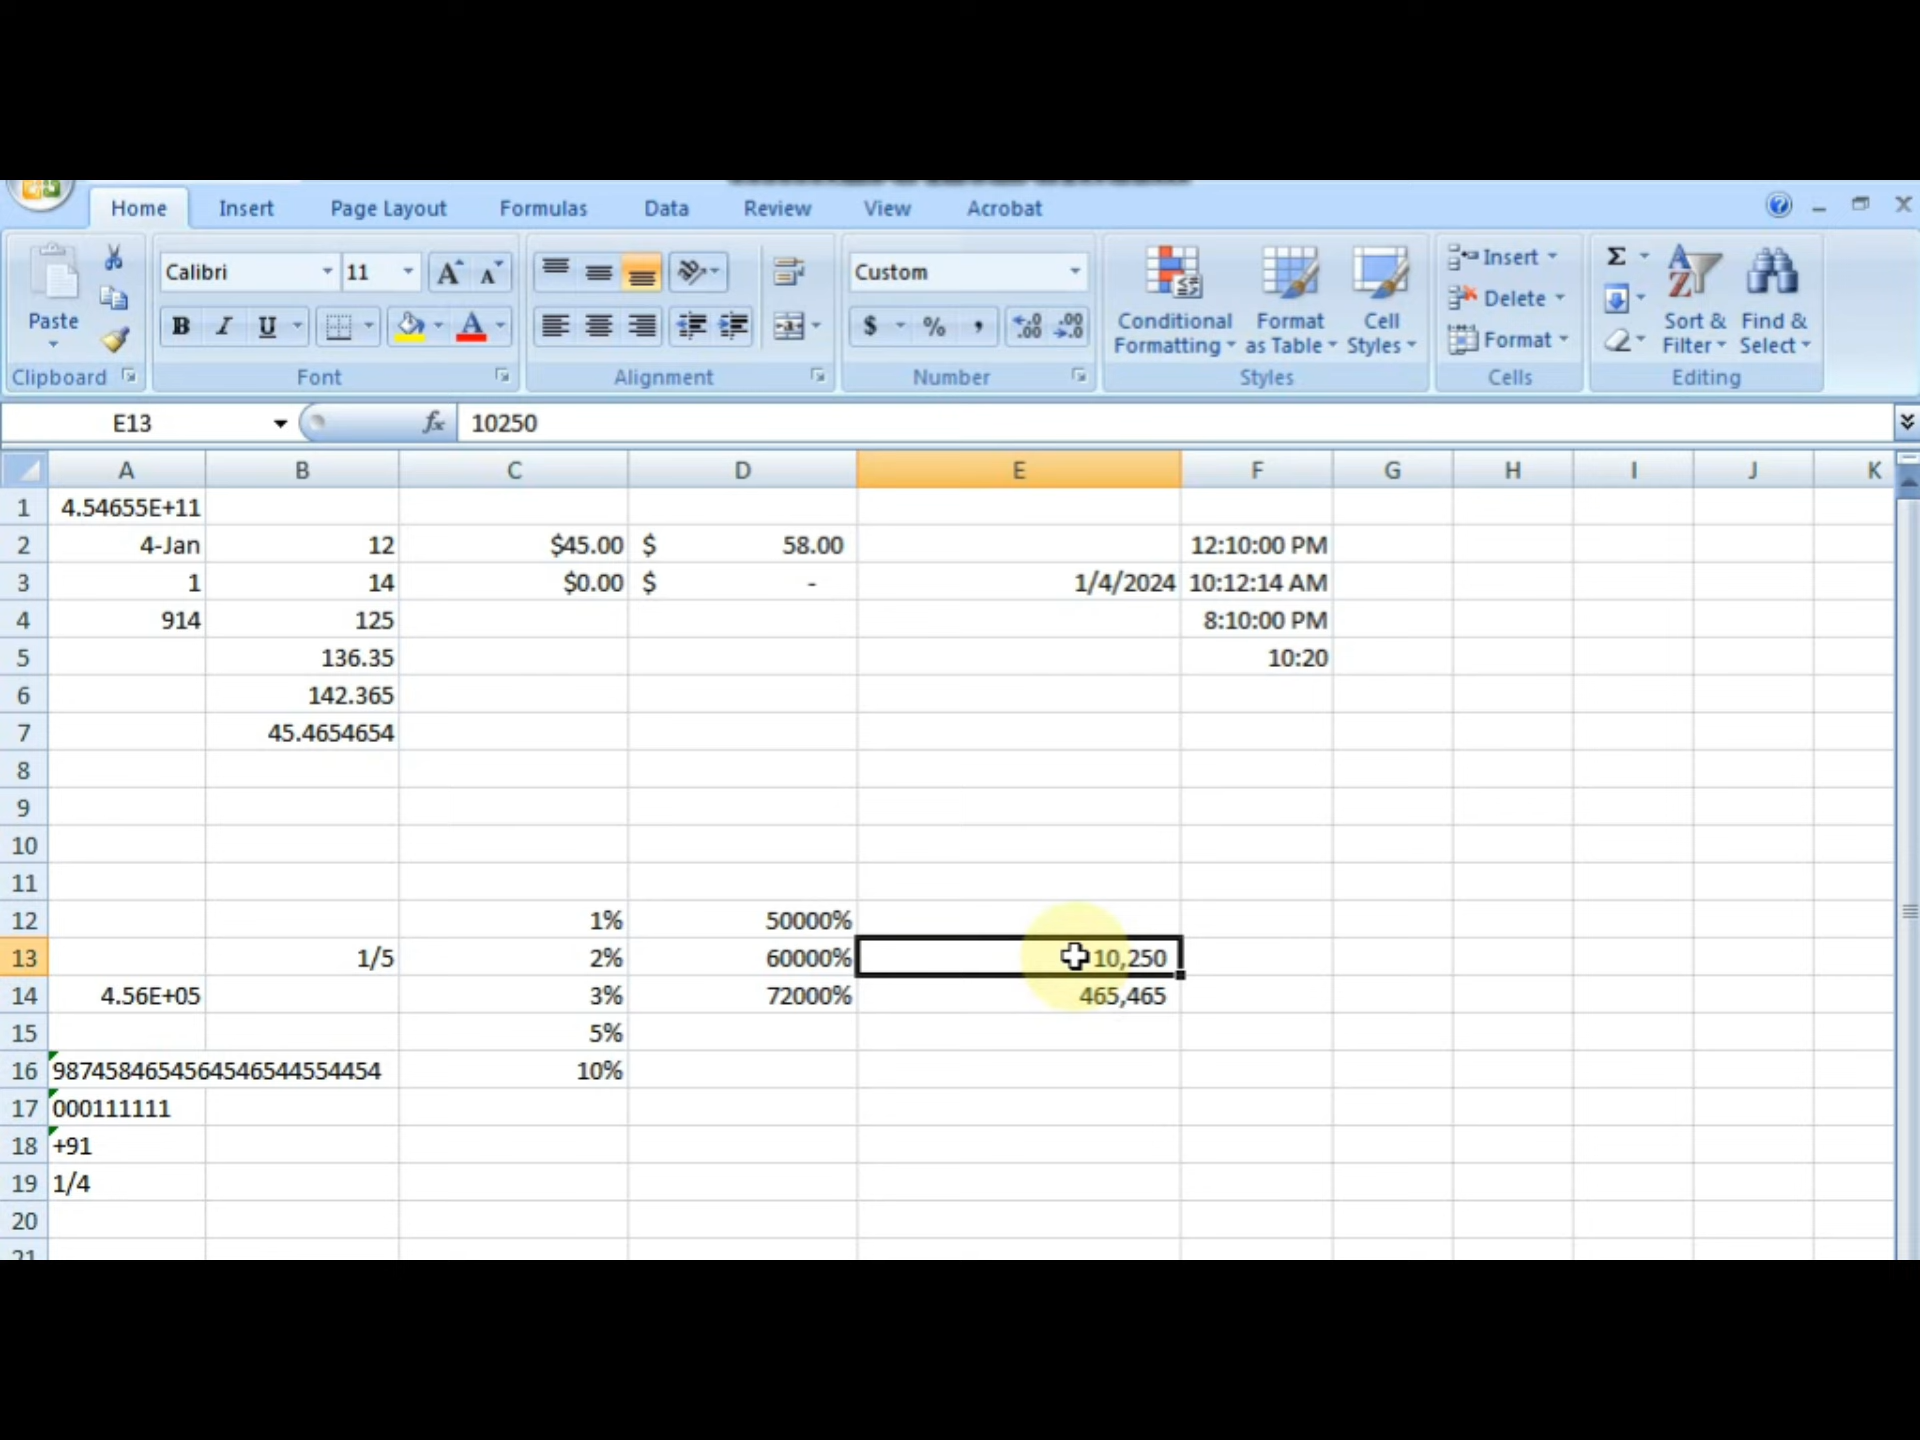 Home Insert Page Layout Formulas Data Review View Acrobat
Calibri 11 Custom Insert Σ
Paste B I U A $ % , Conditional Formatting Format as Table Cell Styles Delete Sort & Filter Find & Select
Format
Clipboard Font Alignment Number Styles Cells Editing
E13 fx 10250
A B C D E F G H I J K
1 4.54655E+11
2 4-Jan 12 $45.00 $ 58.00 12:10:00 PM
3 1 14 $0.00 $ - 1/4/2024 10:12:14 AM
4 914 125 8:10:00 PM
5 136.35 10:20
6 142.365
7 45.4654654
8
9
10
11
12 1% 50000%
13 1/5 2% 60000% 10,250
14 4.56E+05 3% 72000% 465,465
15 5%
16 9874584654564546544554454 10%
17 000111111
18 +91
19 1/4
20
21